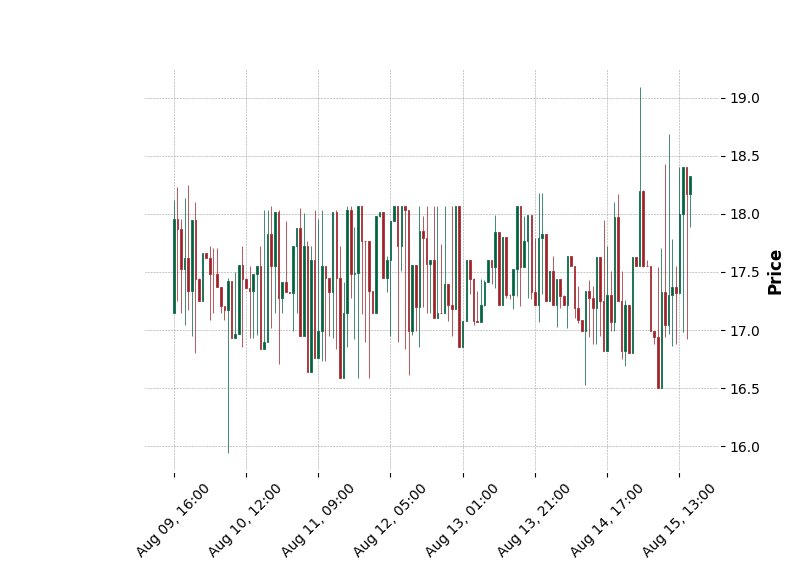 19.0
18.5
18.0
17.5
17.0
16.5
16.0
Price
Aug 09, 16:00
Aug 10, 12:00
Aug 11, 09:00
Aug 12, 05:00
Aug 13, 01:00
Aug 13, 21:00
Aug 14, 17:00
Aug 15, 13:00